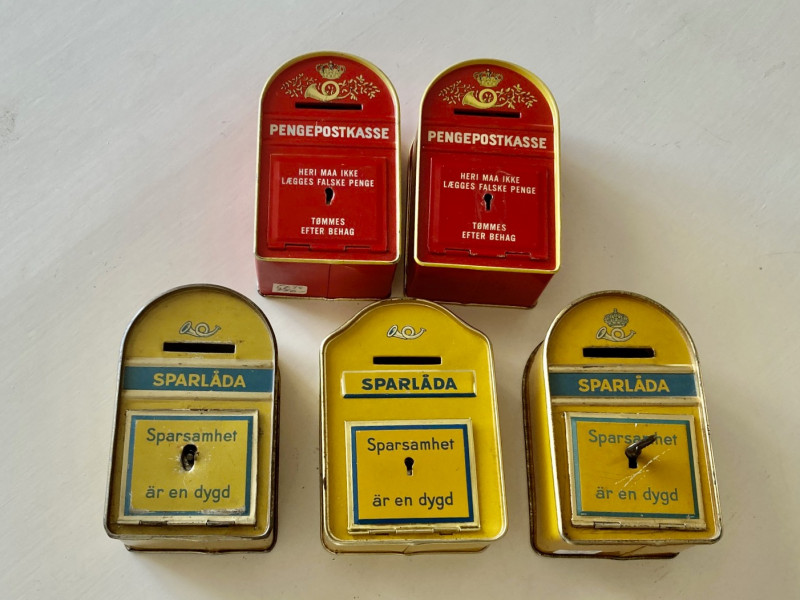 PENGEPOSTKASSE
HERI MAA IKKE
LÆGGES FALSKE PENGE
TØMMES
EFTER BEHAG
PENGEPOSTKASSE
HERI MAA IKKE
LÆGGES FALSKE PENGE
TØMMES
EFTER BEHAG
SPARLÅDA
Sparsamhet
är en dygd
SPARLÅDA
Sparsamhet
är en dygd
SPARLÅDA
Sparsamhet
är en dygd